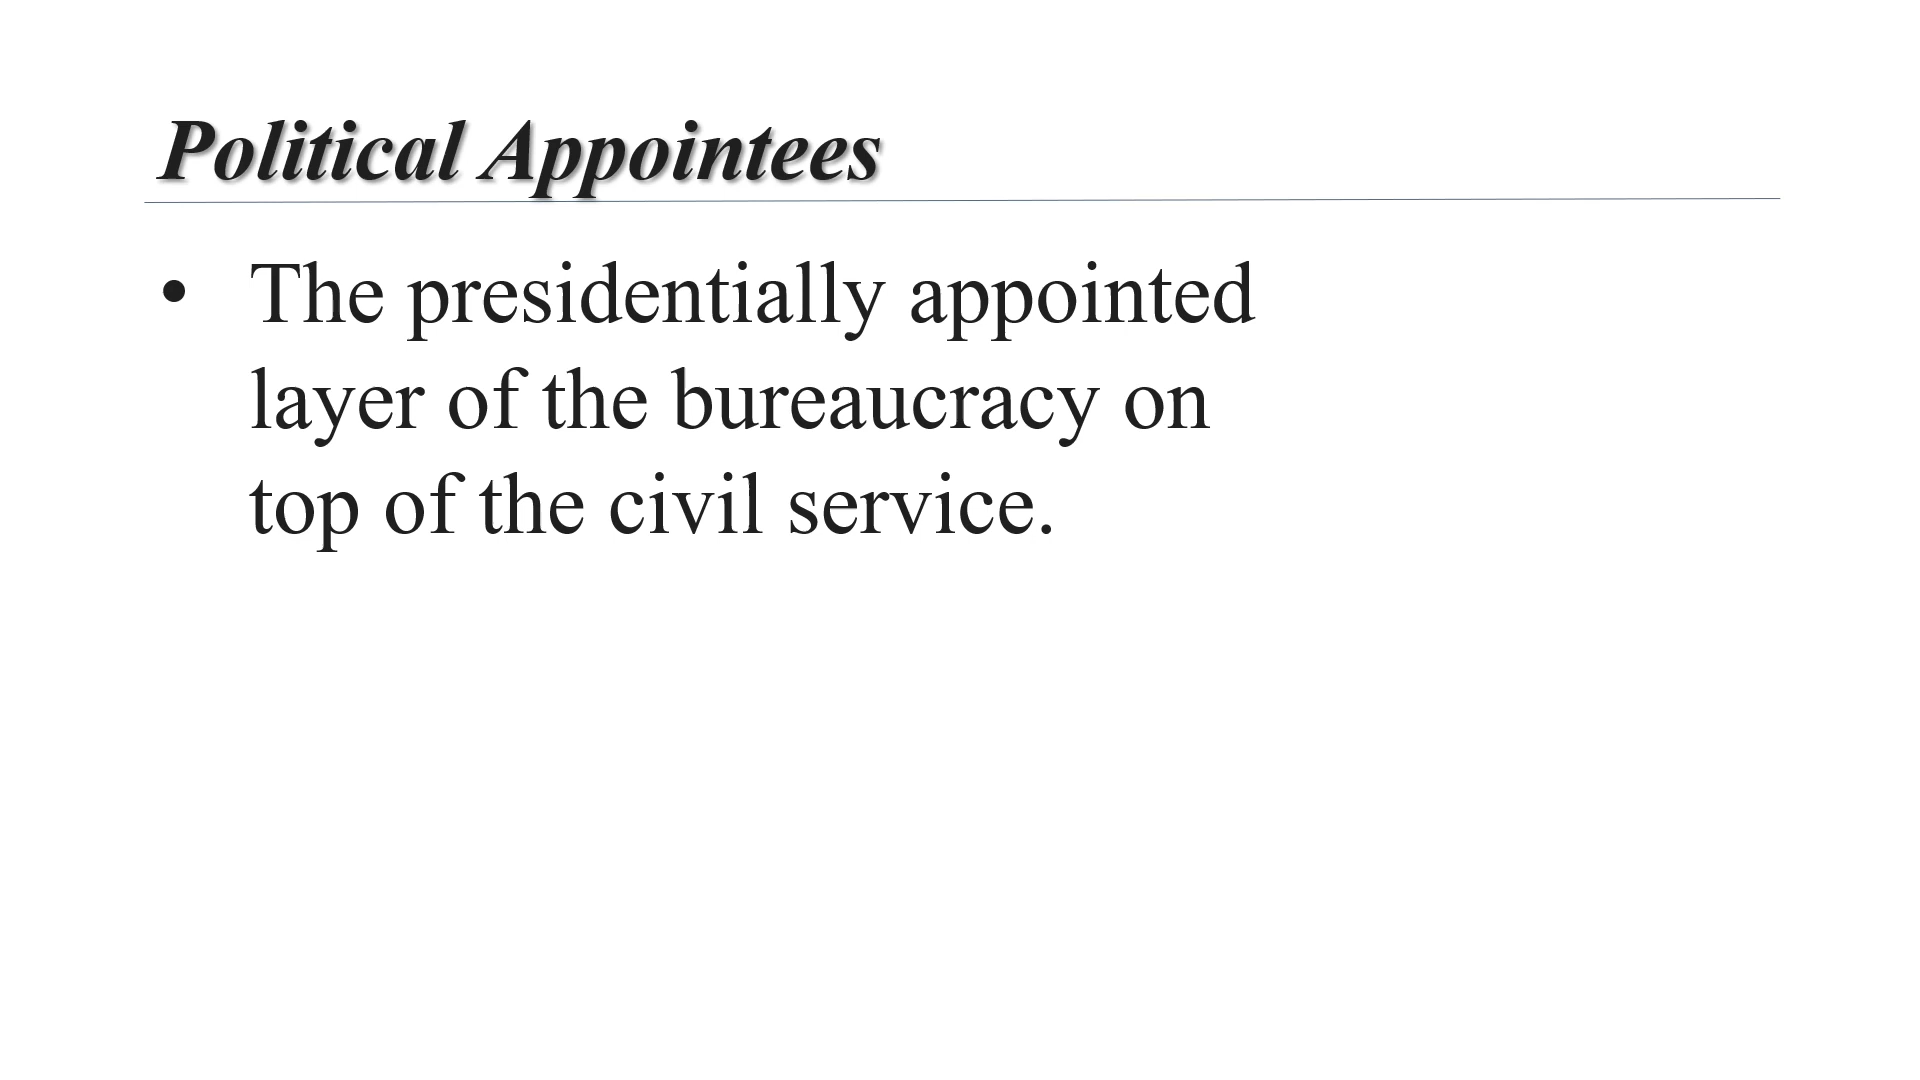 Political Appointees
• The presidentially appointed
layer of the bureaucracy on
top of the civil service.